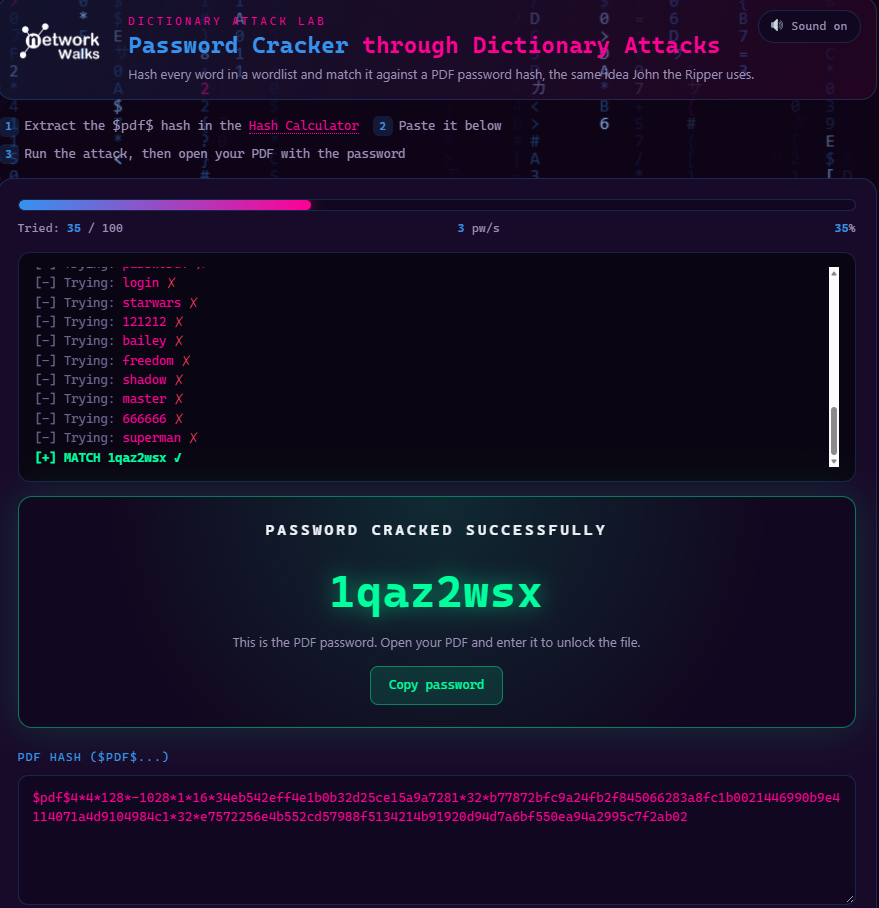 DICTIONARY ATTACK LAB
Sound on
network
Walks
Password Cracker through Dictionary Attacks
Hash every word in a wordlist and match it against a PDF password hash, the same idea John the Ripper uses.
1 Extract the $pdf$ hash in the Hash Calculator 2 Paste it below
3 Run the attack, then open your PDF with the password
Tried: 35 / 100 3 pw/s 35%
[-] Trying: login ✗
[-] Trying: starwars ✗
[-] Trying: 121212 ✗
[-] Trying: bailey ✗
[-] Trying: freedom ✗
[-] Trying: shadow ✗
[-] Trying: master ✗
[-] Trying: 666666 ✗
[-] Trying: superman ✗
[+] MATCH 1qaz2wsx ✓
PASSWORD CRACKED SUCCESSFULLY
1qaz2wsx
This is the PDF password. Open your PDF and enter it to unlock the file.
Copy password
PDF HASH ($PDF$...)
$pdf$4*4*128*-1028*1*16*34eb542eff4e1b0b32d25ce15a9a7281*32*b77872bfc9a24fb2f845066283a8fc1b0021446990b9e4
114071a4d9104984c1*32*e7572256e4b552cd57988f5134214b91920d94d7a6bf550ea94a2995c7f2ab02